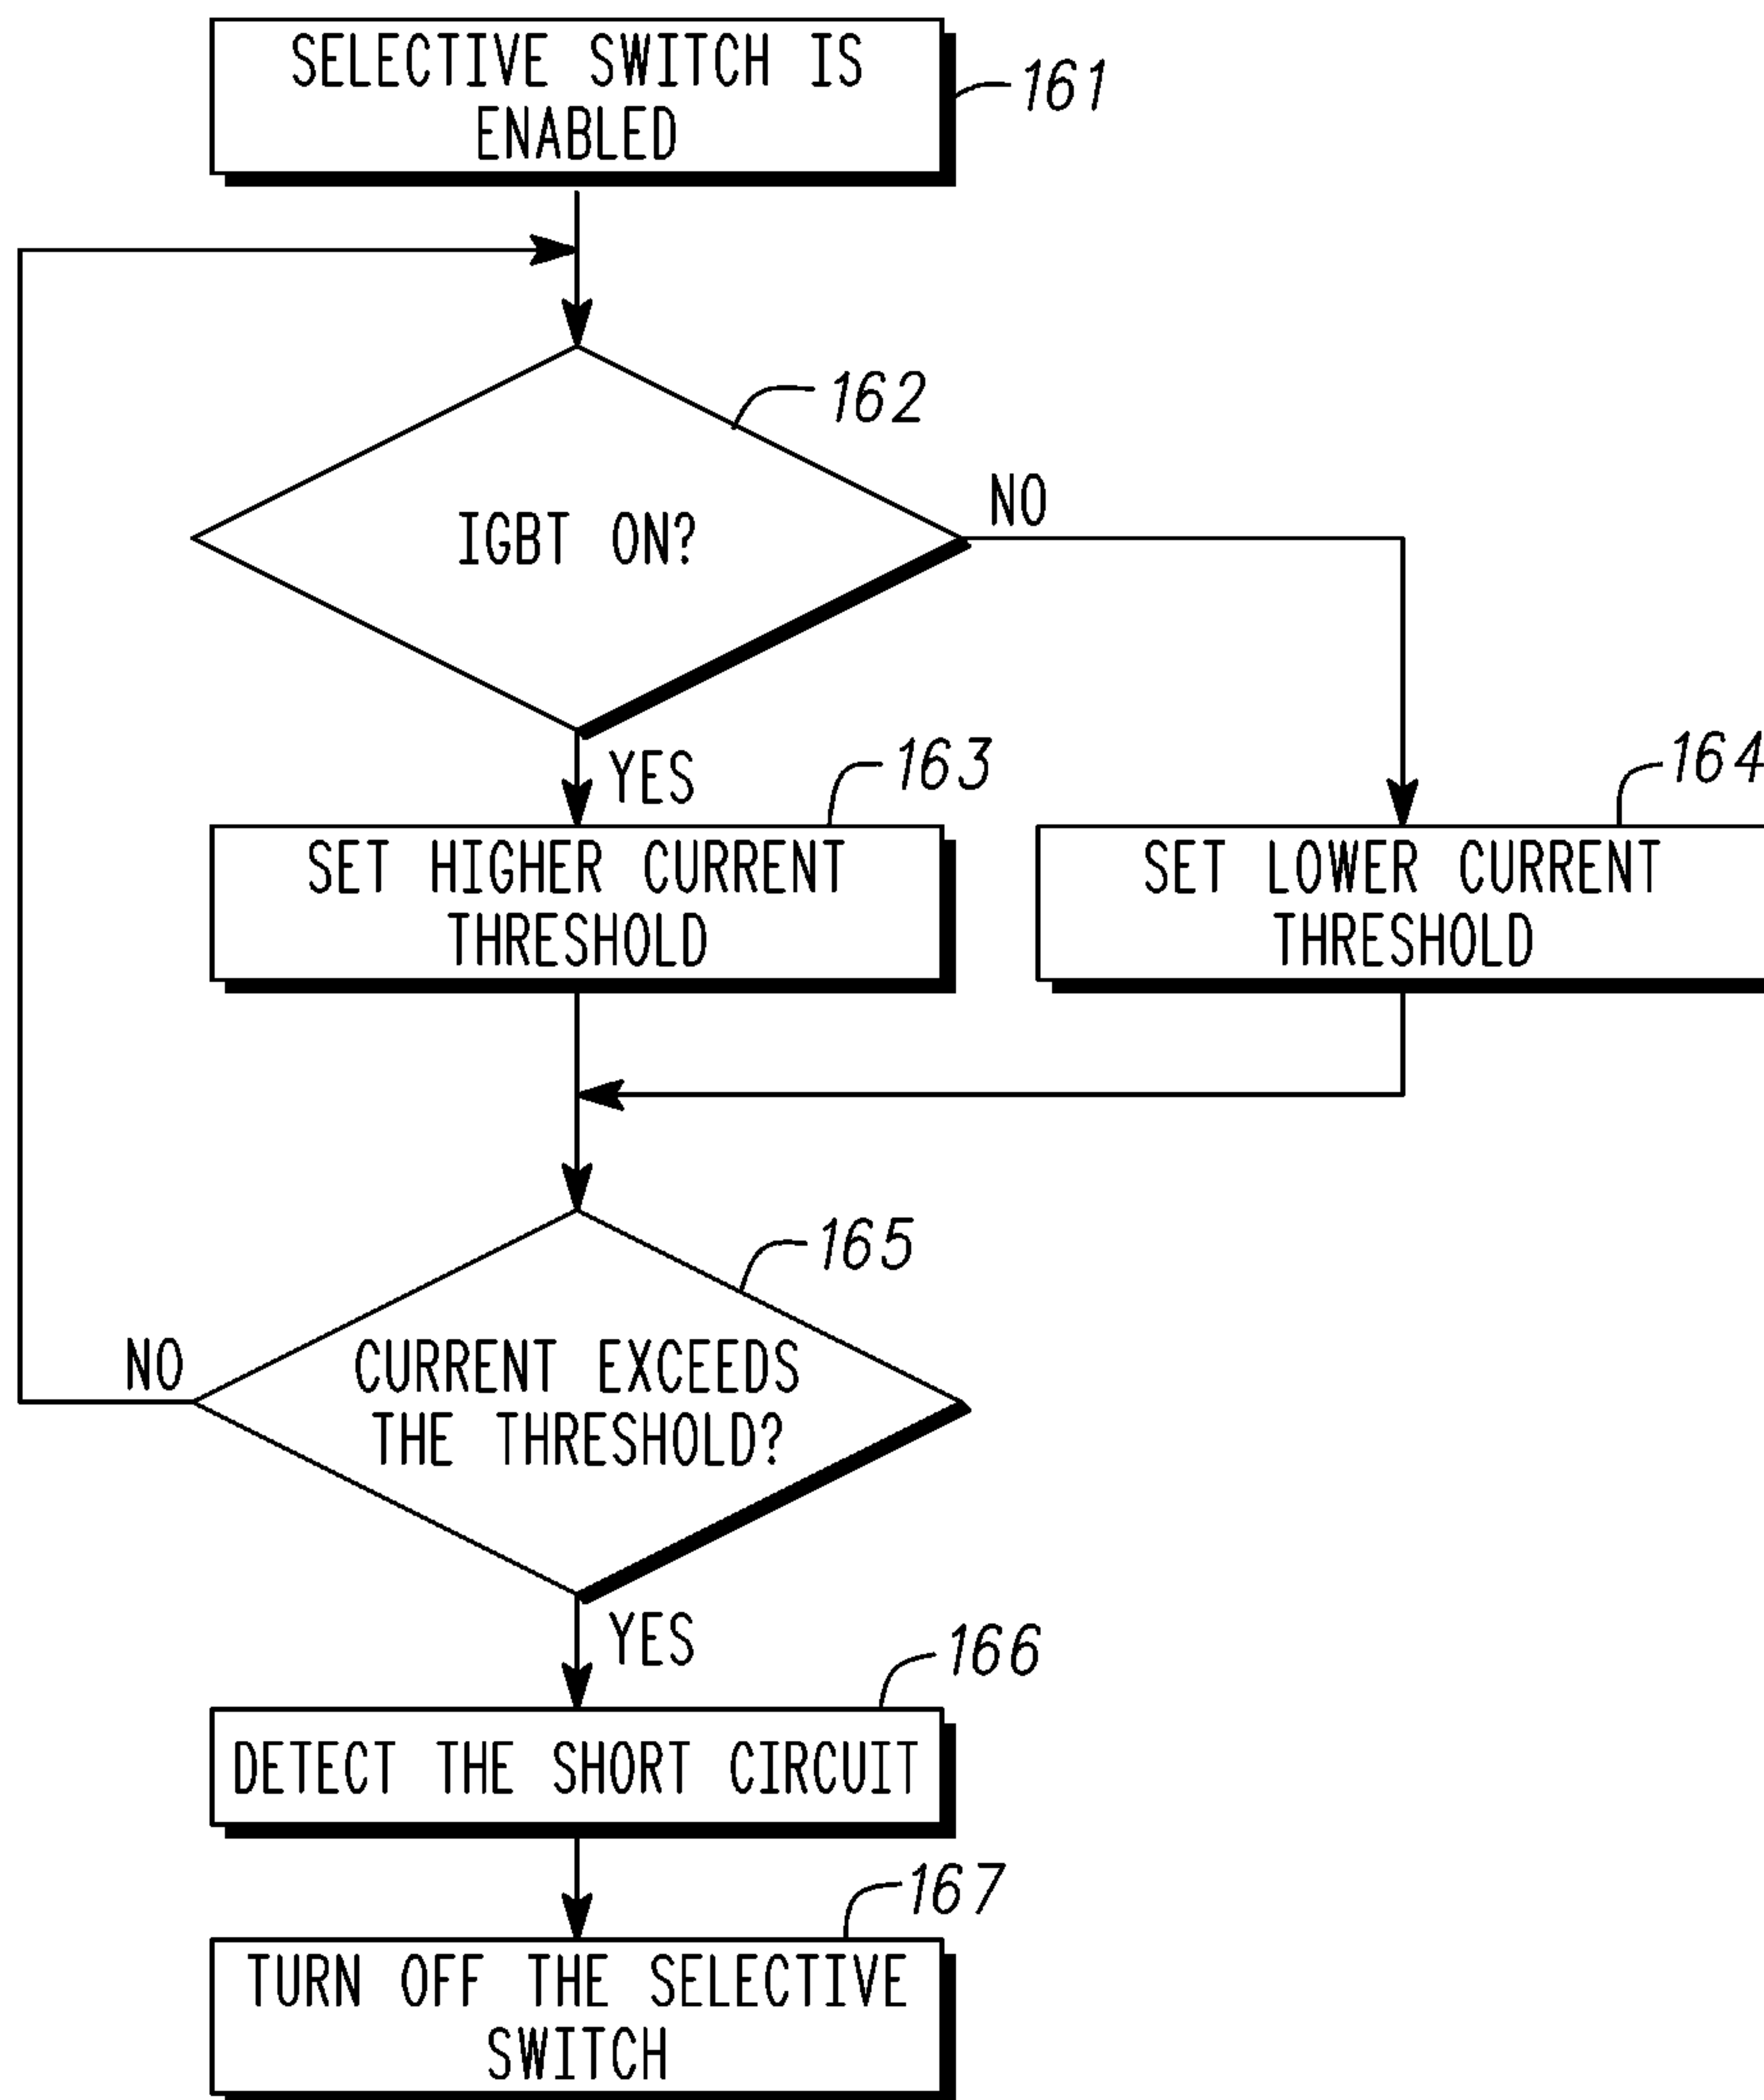 SELECTIVE SWITCH IS
ENABLED
161
162
IGBT ON?
NO
YES
163
164
SET HIGHER CURRENT
THRESHOLD
SET LOWER CURRENT
THRESHOLD
165
NO
CURRENT EXCEEDS
THE THRESHOLD?
YES
166
DETECT THE SHORT CIRCUIT
167
TURN OFF THE SELECTIVE
SWITCH